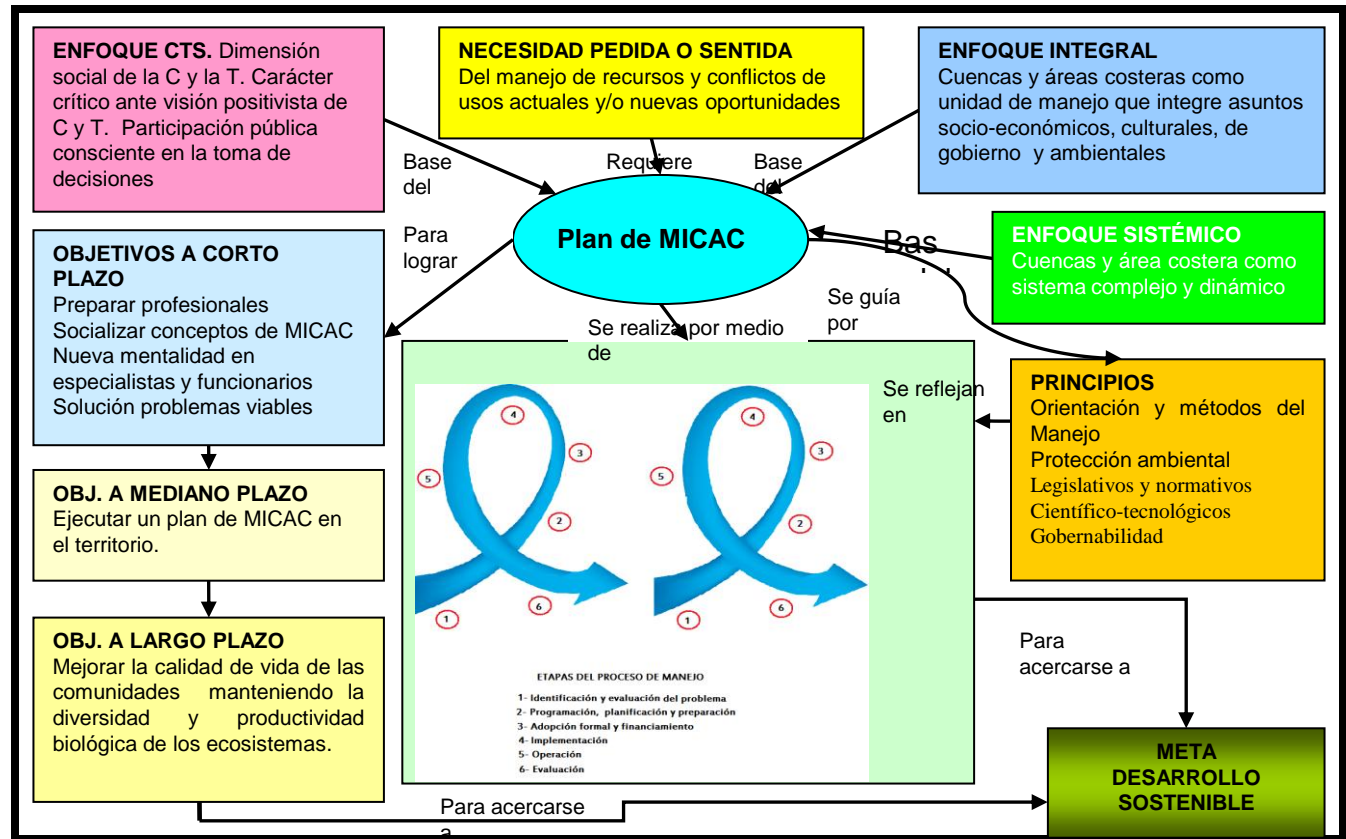 ENFOQUE CTS. Dimensión
social de la C y la T. Carácter
crítico ante visión positivista de
C y T. Participación pública
consciente en la toma de
decisiones
NECESIDAD PEDIDA O SENTIDA
Del manejo de recursos y conflictos de
usos actuales y/o nuevas oportunidades
ENFOQUE INTEGRAL
Cuencas y áreas costeras como
unidad de manejo que integre asuntos
socio-económicos, culturales, de
gobierno y ambientales
Base
del
Requiere
Base
del
Plan de MICAC
Para
lograr
Bas
ENFOQUE SISTÉMICO
Cuencas y área costera como
sistema complejo y dinámico
OBJETIVOS A CORTO
PLAZO
Preparar profesionales
Socializar conceptos de MICAC
Nueva mentalidad en
especialistas y funcionarios
Solución problemas viables
Se realiza por medio
de
Se guía
por
Se reflejan
en
PRINCIPIOS
Orientación y métodos del
Manejo
Protección ambiental
Legislativos y normativos
Científico-tecnológicos
Gobernabilidad
OBJ. A MEDIANO PLAZO
Ejecutar un plan de MICAC en
el territorio.
OBJ. A LARGO PLAZO
Mejorar la calidad de vida de las
comunidades manteniendo la
diversidad y productividad
biológica de los ecosistemas.
4
3
5
2
6
1
4
3
5
2
6
1
ETAPAS DEL PROCESO DE MANEJO
1- Identificación y evaluación del problema
2- Programación, planificación y preparación
3- Adopción formal y financiamiento
4- Implementación
5- Operación
6- Evaluación
Para
acercarse a
META
DESARROLLO
SOSTENIBLE
Para acercarse
a